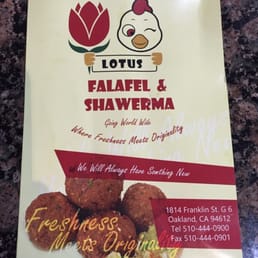 LOTUS
FALAFEL &
SHAWERMA
Going World Wide
Where Freshness Meets Originality
We Will Always Have Somthing New
1814 Franklin St. G 6
Oakland, CA 94612
Tel 510-444-0900
Fax 510-444-0901
Freshness
Meets Originality